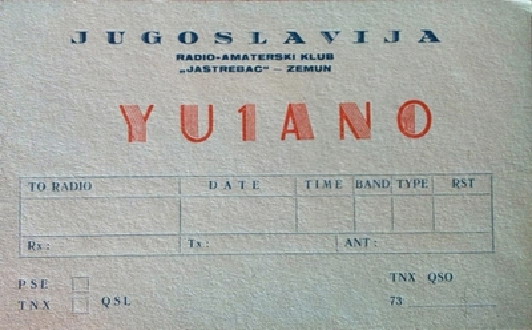 JUGOSLAVIJA
RADIO-AMATERSKI KLUB
„JASTREBAC“ – ZEMUN
YU1ANO
TO RADIO DATE TIME BAND TYPE RST
Rx: Tx: ANT:
PSE TNX QSO
TNX QSL 73